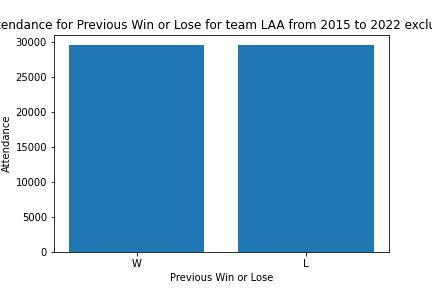 tendance for Previous Win or Lose for team LAA from 2015 to 2022 exclu
30000
25000
20000
15000
10000
5000
0
Attendance
W L
Previous Win or Lose